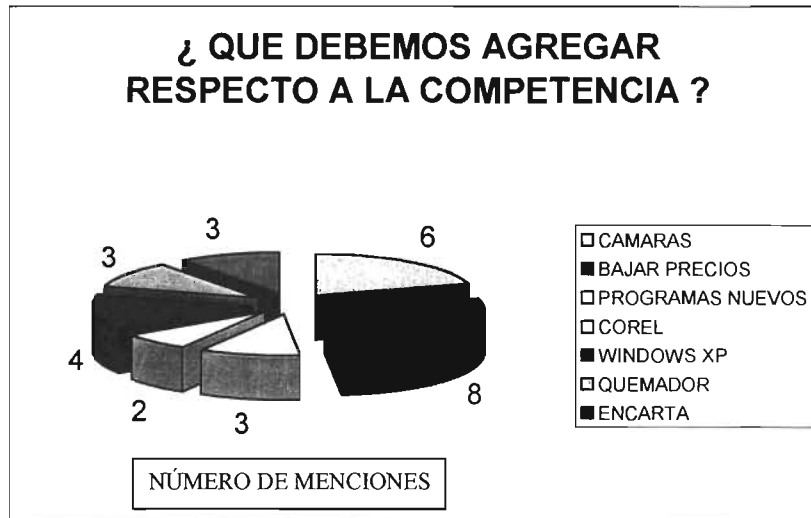 ¿ QUE DEBEMOS AGREGAR
RESPECTO A LA COMPETENCIA ?
3
6
3
4
2
3
8
CAMARAS
BAJAR PRECIOS
PROGRAMAS NUEVOS
COREL
WINDOWS XP
QUEMADOR
ENCARTA
NÚMERO DE MENCIONES